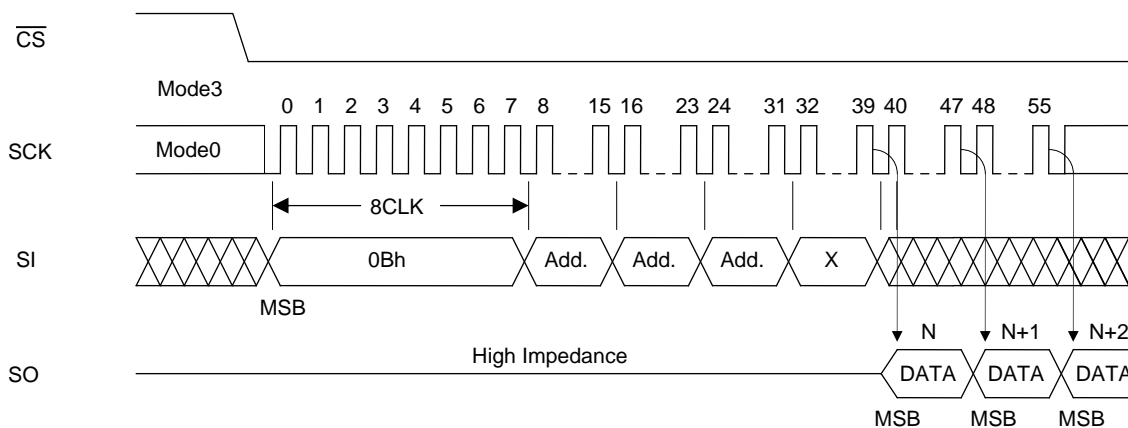 CS
Mode3
0 1 2 3 4 5 6 7 8 15 16 23 24 31 32 39 40 47 48 55
SCK
Mode0
8CLK
SI
0Bh
Add.
Add.
Add.
X
MSB
High Impedance
N
N+1
N+2
SO
DATA
DATA
DATA
MSB
MSB
MSB